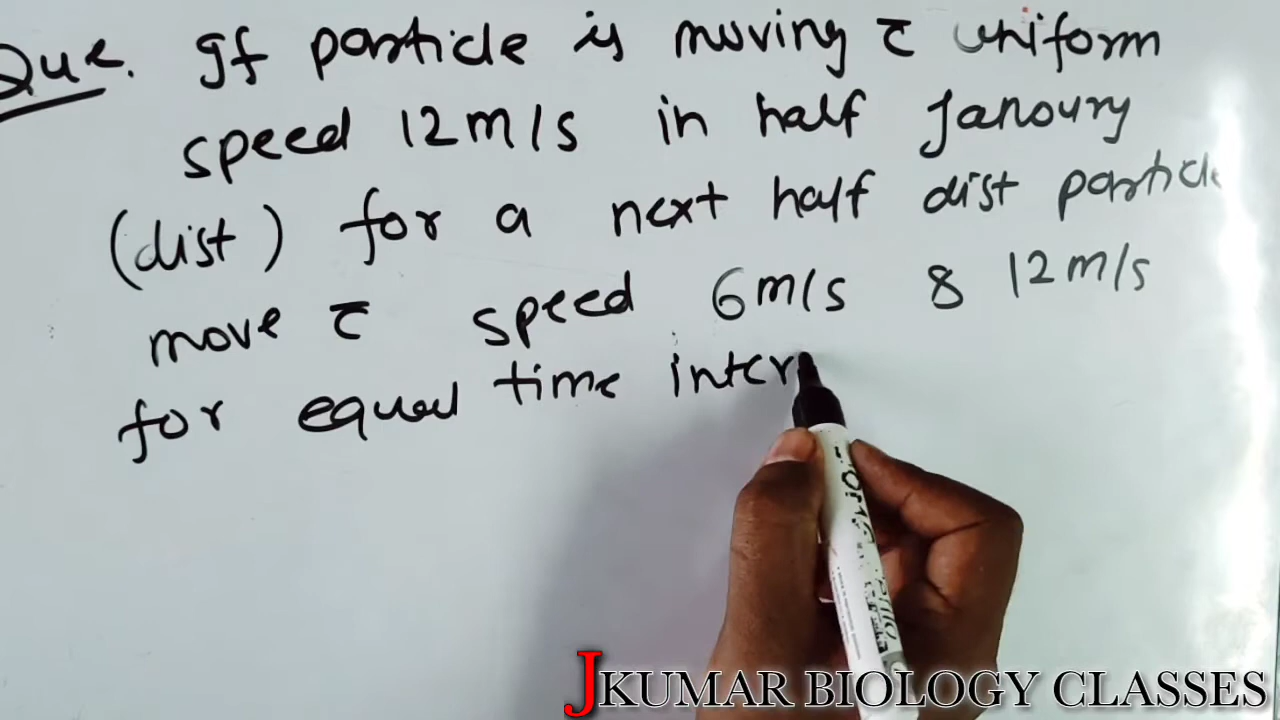 Que. If particle is moving c̄ uniform
speed 12m/s in half Janoury
(dist) for a next half dist particle
move c̄ speed 6m/s & 12m/s
for equal time inter
JKUMAR BIOLOGY CLASSES